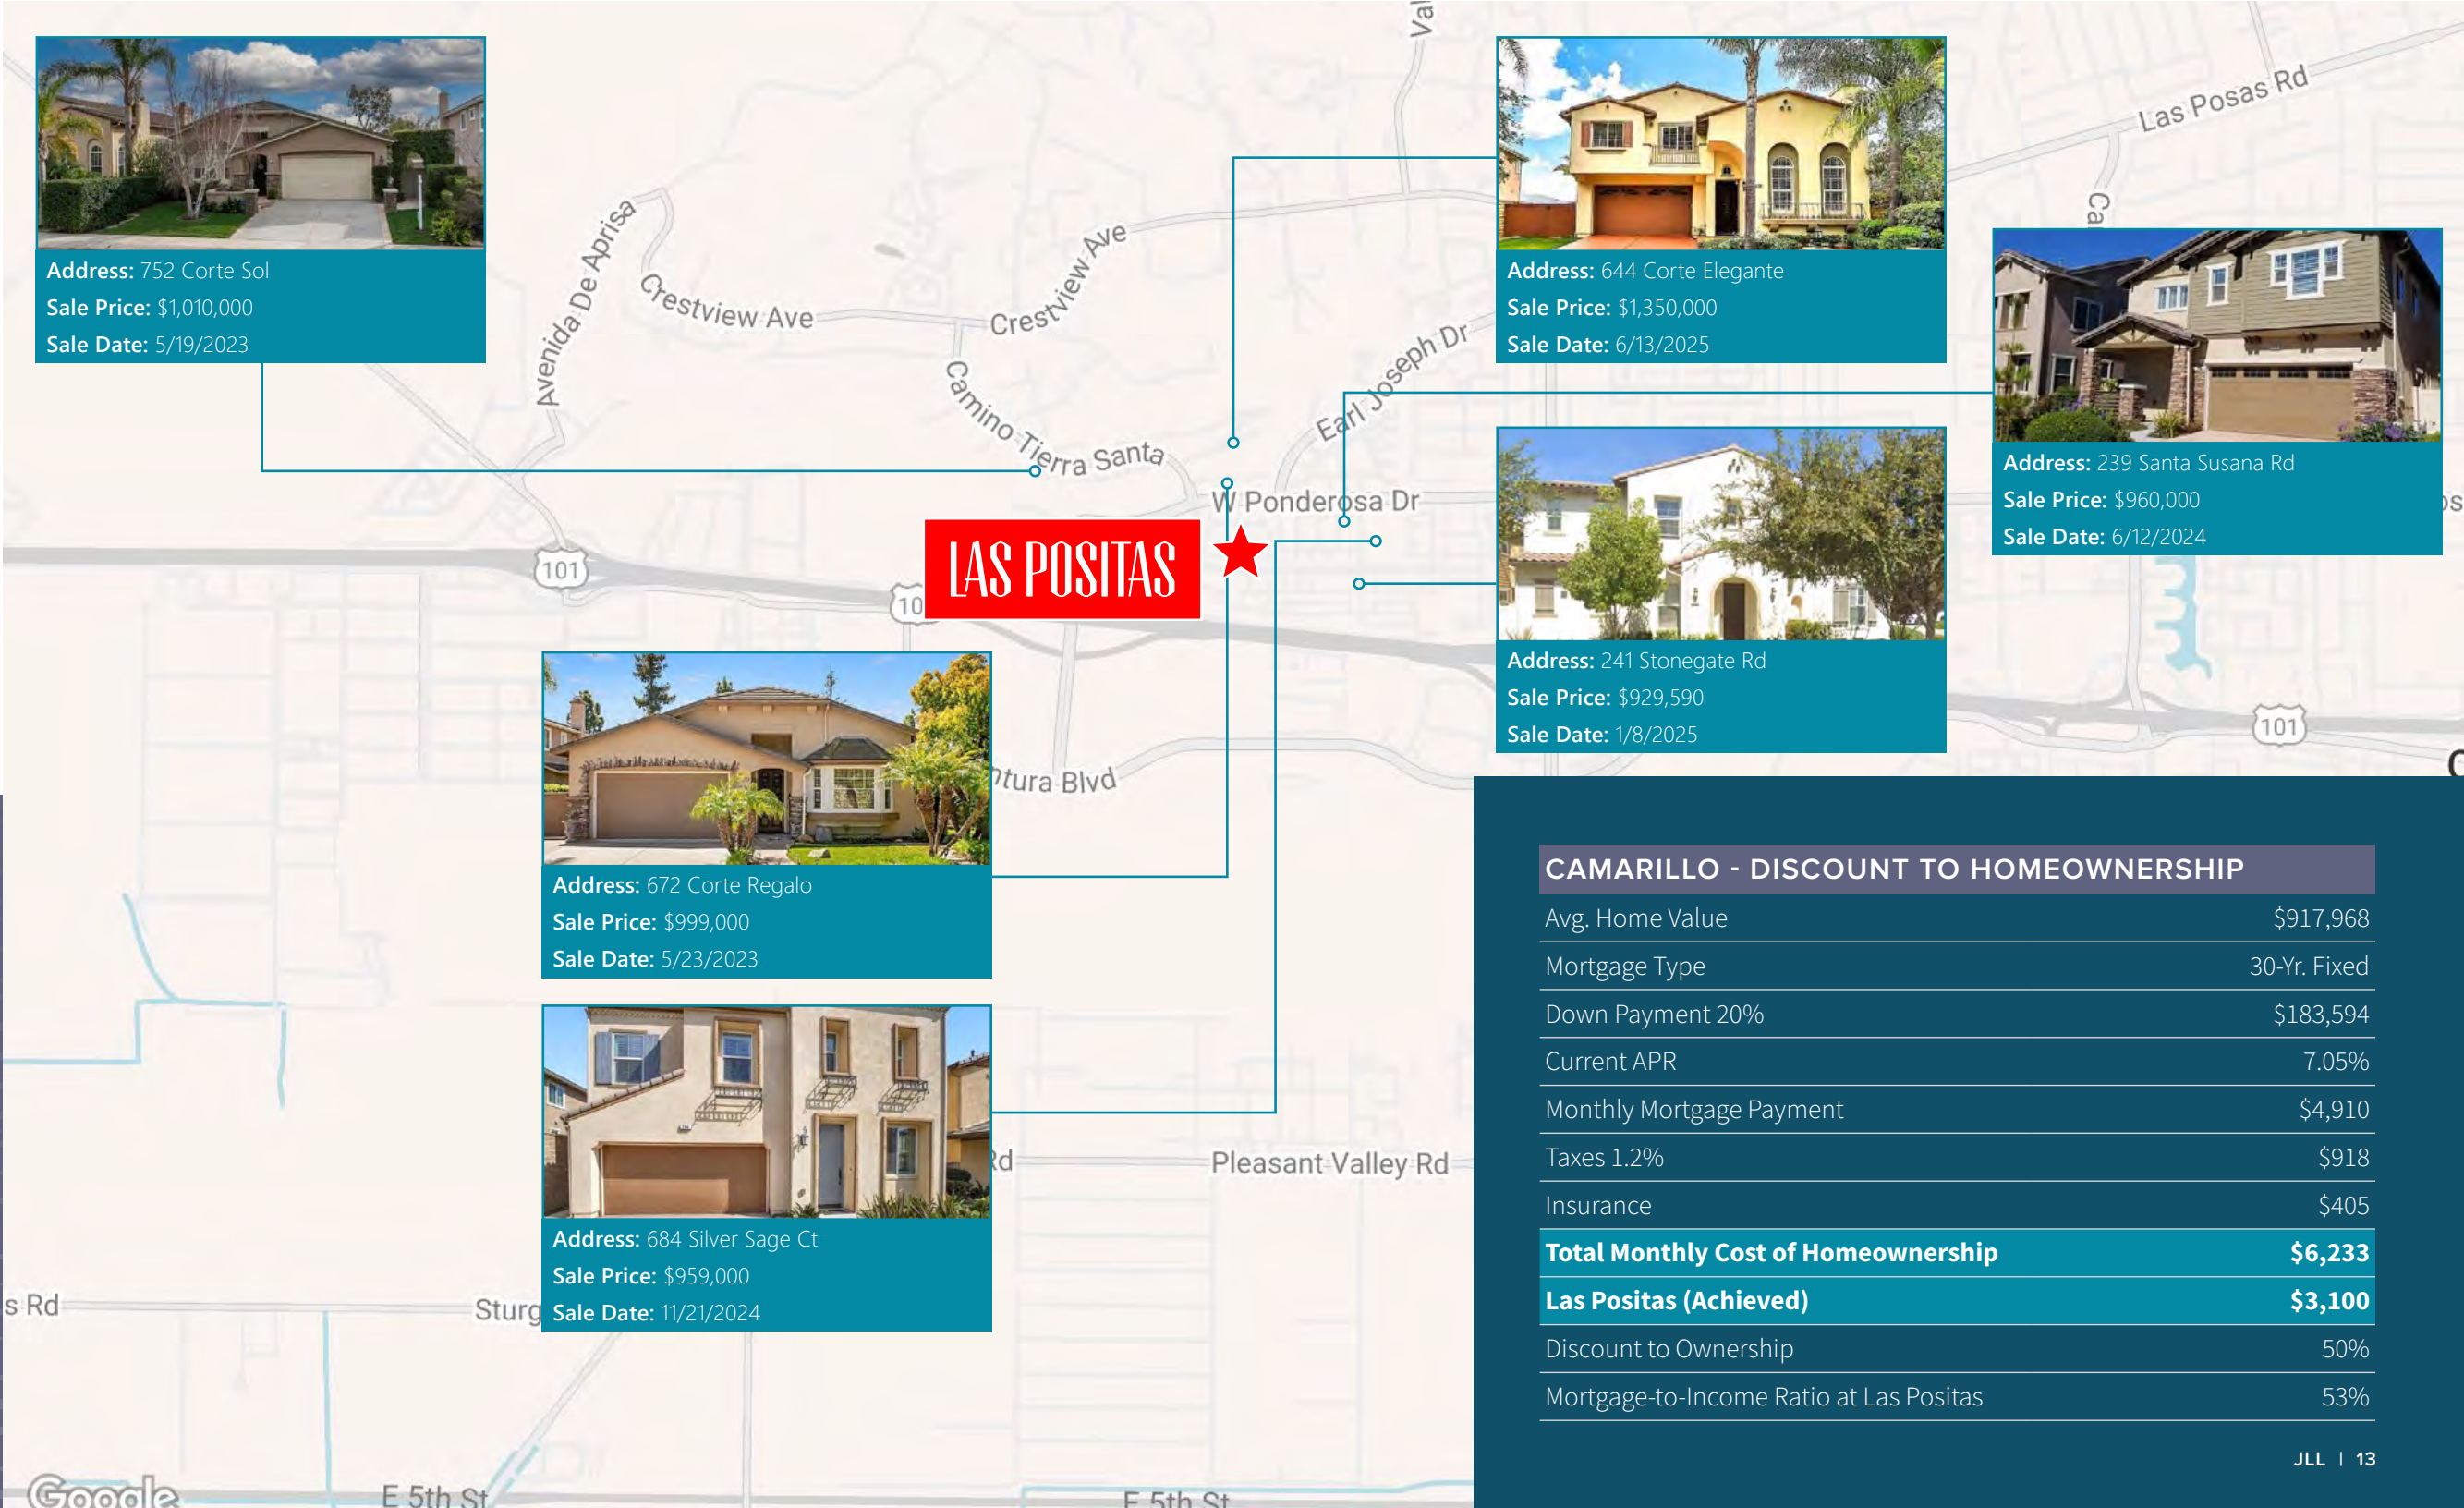 Address: 752 Corte Sol
Sale Price: $1,010,000
Sale Date: 5/19/2023
Address: 644 Corte Elegante
Sale Price: $1,350,000
Sale Date: 6/13/2025
Address: 239 Santa Susana Rd
Sale Price: $960,000
Sale Date: 6/12/2024
Address: 241 Stonegate Rd
Sale Price: $929,590
Sale Date: 1/8/2025
Address: 672 Corte Regalo
Sale Price: $999,000
Sale Date: 5/23/2023
Address: 684 Silver Sage Ct
Sale Price: $959,000
Sale Date: 11/21/2024
Val
Las Posas Rd
Ca
Avenida De Aprisa
Crestview Ave
Crestview Ave
Camino Tierra Santa
Earl Joseph Dr
W Ponderosa Dr
os
LAS POSITAS
101
10
101
C
ntura Blvd
Rd
Pleasant Valley Rd
s Rd
Sturg
E 5th St
E 5th St
Google
CAMARILLO - DISCOUNT TO HOMEOWNERSHIP
Avg. Home Value $917,968
Mortgage Type 30-Yr. Fixed
Down Payment 20% $183,594
Current APR 7.05%
Monthly Mortgage Payment $4,910
Taxes 1.2% $918
Insurance $405
Total Monthly Cost of Homeownership $6,233
Las Positas (Achieved) $3,100
Discount to Ownership 50%
Mortgage-to-Income Ratio at Las Positas 53%
JLL | 13